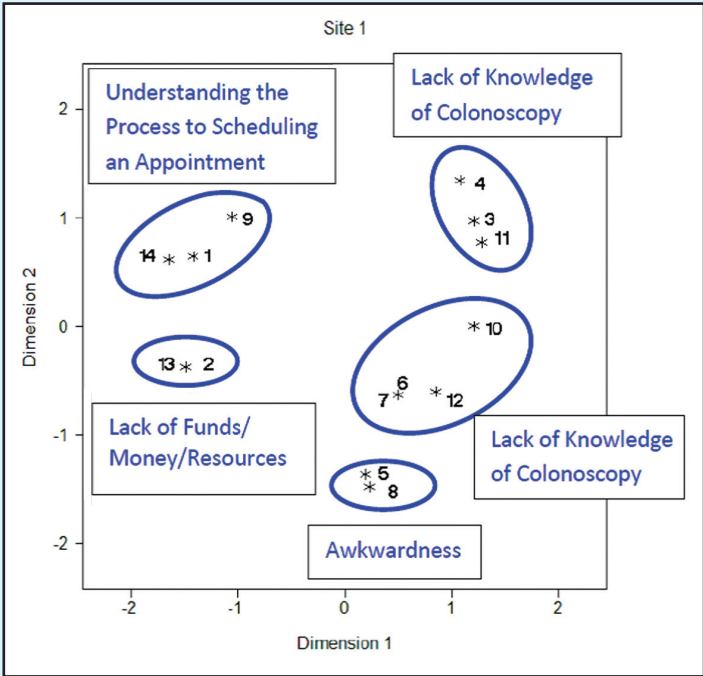 Site 1
Understanding the
Process to Scheduling
an Appointment
Lack of Knowledge
of Colonoscopy
2
4
9
1
3
11
14
1
0
10
13
2
6
7
12
Lack of Funds/
Money/Resources
-1
Lack of Knowledge
of Colonoscopy
5
8
Awkwardness
-2
-2
-1
0
1
2
Dimension 1
Dimension 2